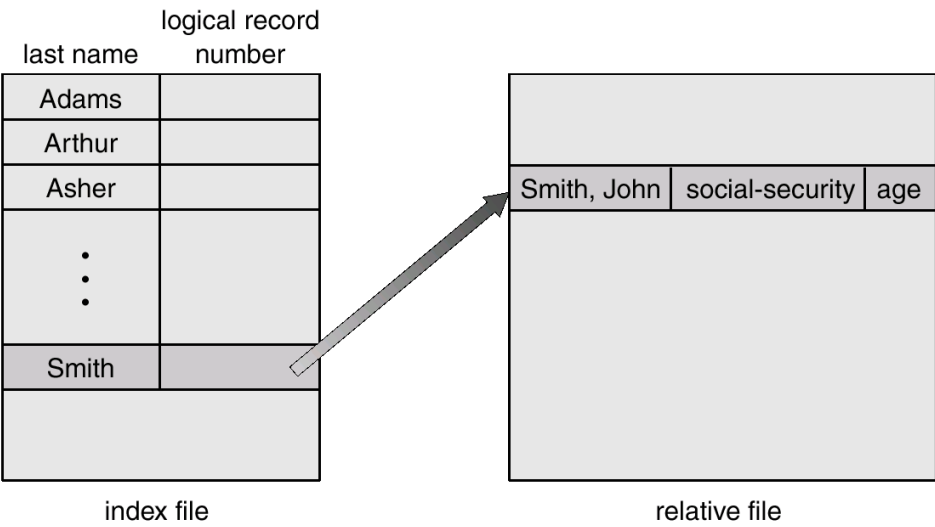 logical record
last name number
Adams
Arthur
Asher
Smith
Smith, John social-security age
index file
relative file